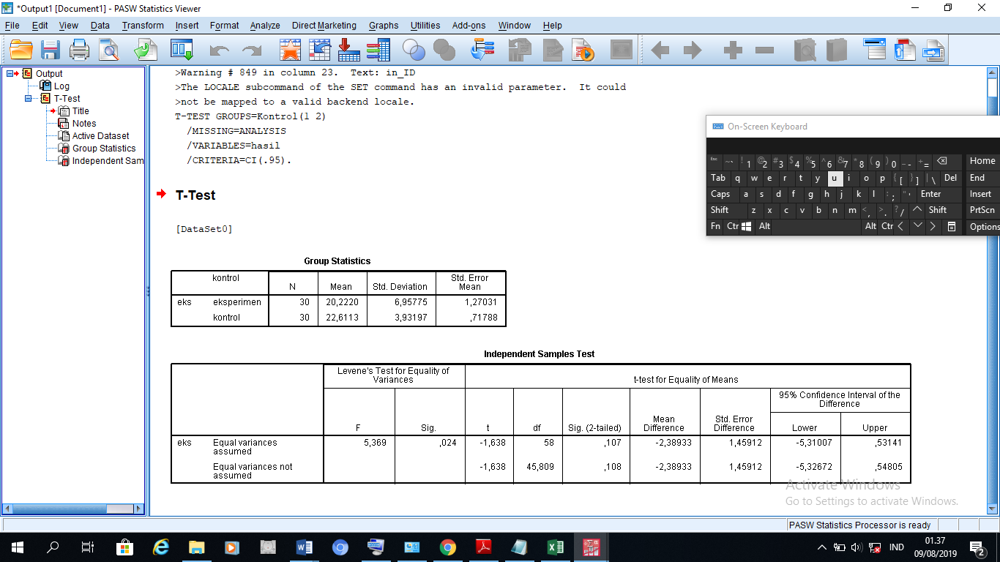 *Output1 [Document1] - PASW Statistics Viewer
File Edit View Data Transform Insert Format Analyze Direct Marketing Graphs Utilities Add-ons Window Help
Output
Log
T-Test
Title
Notes
Active Dataset
Group Statistics
Independent Sam
>Warning # 849 in column 23.  Text: in_ID
>The LOCALE subcommand of the SET command has an invalid parameter.  It could
>not be mapped to a valid backend locale.
T-TEST GROUPS=Kontrol(1 2)
/MISSING=ANALYSIS
/VARIABLES=hasil
/CRITERIA=CI(.95).
T-Test
[DataSet0]
Group Statistics
kontrol N Mean Std. Deviation Std. Error Mean
eks eksperimen 30 20,2220 6,95775 1,27031
kontrol 30 22,6113 3,93197 ,71788
Independent Samples Test
Levene's Test for Equality of Variances
t-test for Equality of Means
95% Confidence Interval of the Difference
F Sig. t df Sig. (2-tailed) Mean Difference Std. Error Difference Lower Upper
eks Equal variances assumed 5,369 ,024 -1,638 58 ,107 -2,38933 1,45912 -5,31007 ,53141
Equal variances not assumed -1,638 45,809 ,108 -2,38933 1,45912 -5,32672 ,54805
On-Screen Keyboard
Esc ~ ` ! 1 @ 2 # 3 $ 4 % 5 ^ 6 & 7 * 8 ( 9 ) 0 _ - + = Home
Tab q w e r t y u i o p { [ } ] | \ Del End
Caps a s d f g h j k l : ; " ' Enter Insert
Shift z x c v b n m < , > . ? / Shift PrtScn
Fn Ctr Alt Alt Ctr Options
Activate Windows
Go to Settings to activate Windows.
PASW Statistics Processor is ready
IND
01.37
09/08/2019
2